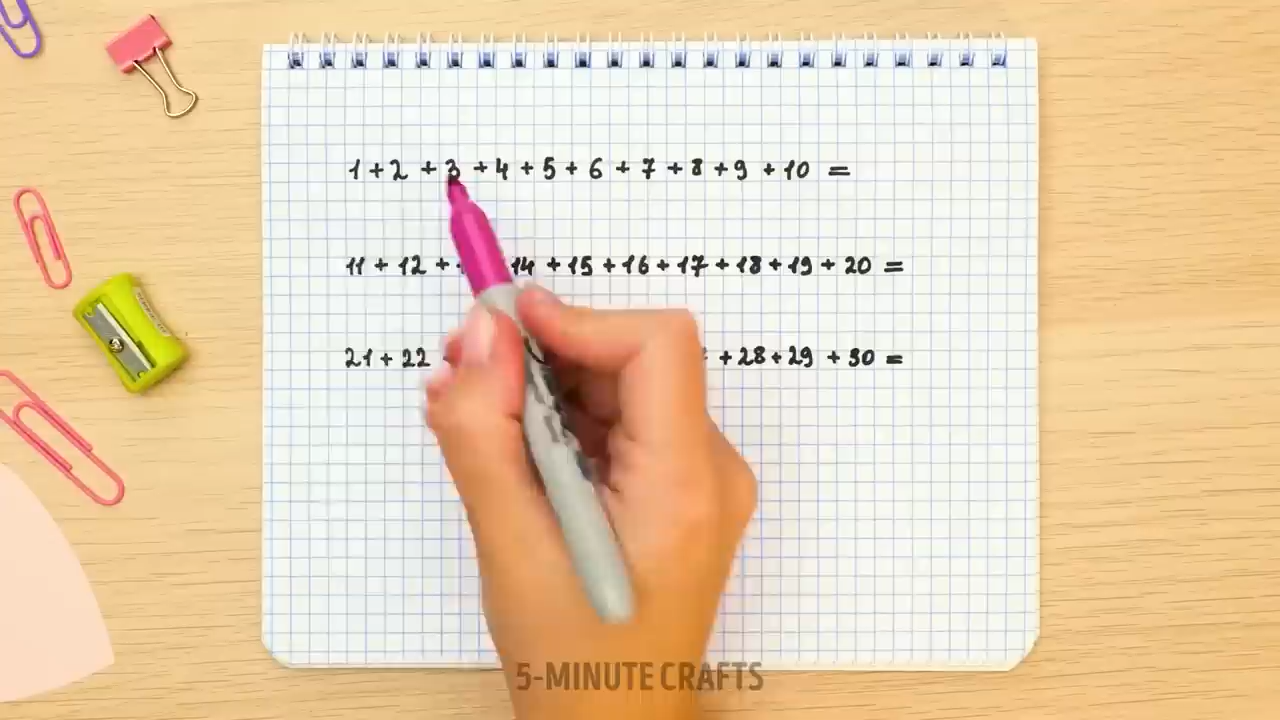 1 + 2 + 3 + 4 + 5 + 6 + 7 + 8 + 9 + 10 =
11 + 12 + 14 + 15 + 16 + 17 + 18 + 19 + 20 =
21 + 22 + 28 + 29 + 30 =
5-MINUTE CRAFTS